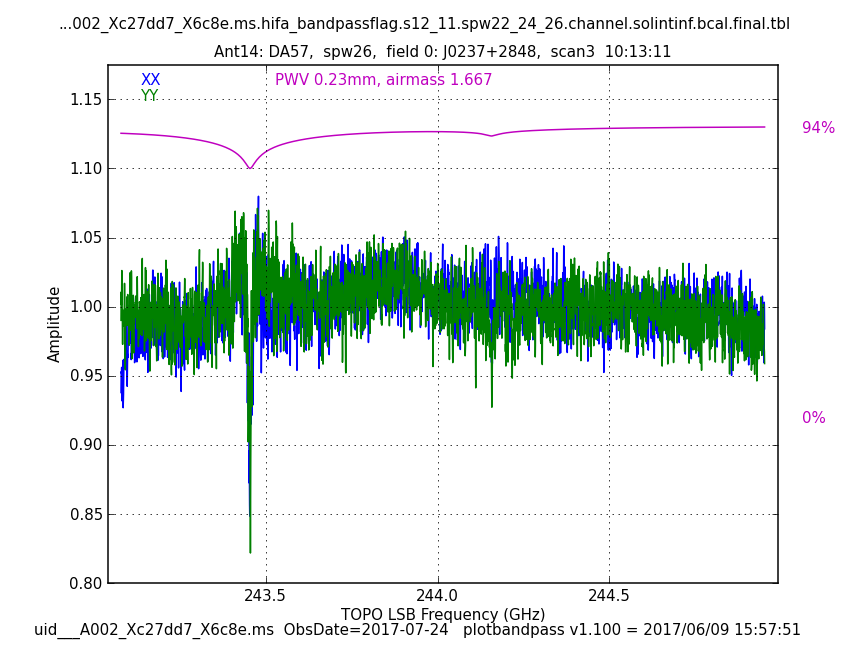 ...002_Xc27dd7_X6c8e.ms.hifa_bandpassflag.s12_11.spw22_24_26.channel.solintinf.bcal.final.tbl
Ant14: DA57,  spw26,  field 0: J0237+2848,  scan3  10:13:11
XX
PWV 0.23mm, airmass 1.667
YY
1.15
94%
1.10
1.05
1.00
Amplitude
0.95
0%
0.90
0.85
0.80
243.5
244.0
244.5
TOPO LSB Frequency (GHz)
uid___A002_Xc27dd7_X6c8e.ms  ObsDate=2017-07-24   plotbandpass v1.100 = 2017/06/09 15:57:51